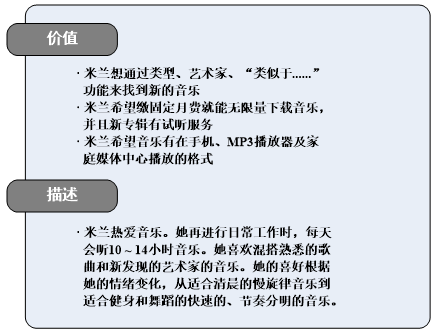 价值
· 米兰想通过类型、艺术家、“类似于......”
功能来找到新的音乐
· 米兰希望缴固定月费就能无限量下载音乐，
并且新专辑有试听服务
· 米兰希望音乐有在手机、MP3播放器及家
庭媒体中心播放的格式
描述
· 米兰热爱音乐。她再进行日常工作时，每天
会听10～14小时音乐。她喜欢混搭熟悉的歌
曲和新发现的艺术家的音乐。她的喜好根据
她的情绪变化，从适合清晨的慢旋律音乐到
适合健身和舞蹈的快速的、节奏分明的音乐。